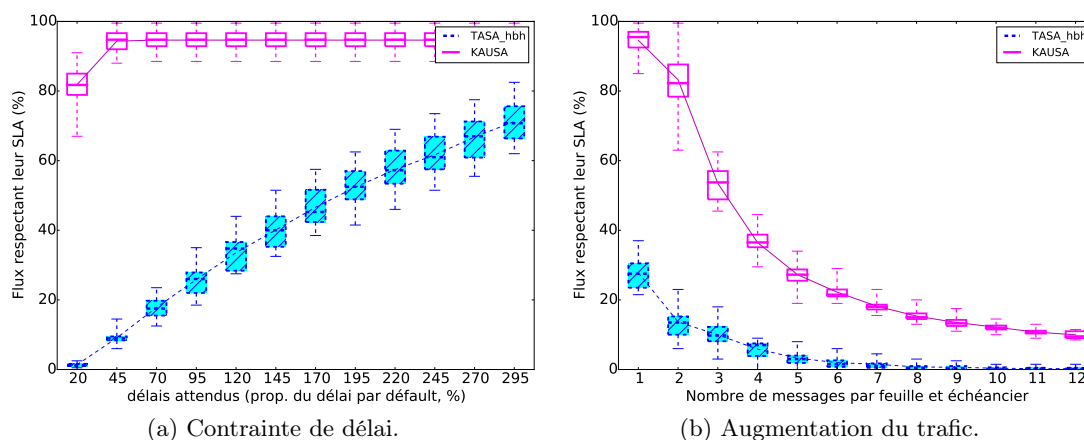 100
80
60
40
20
0
Flux respectant leur SLA (%)
TASA_hbh
KAUSA
20 45 70 95 120 145 170 195 220 245 270 295
délais attendus (prop. du délai par défault, %)
(a) Contrainte de délai.
100
80
60
40
20
0
Flux respectant leur SLA (%)
TASA_hbh
KAUSA
1 2 3 4 5 6 7 8 9 10 11 12
Nombre de messages par feuille et échéancier
(b) Augmentation du trafic.